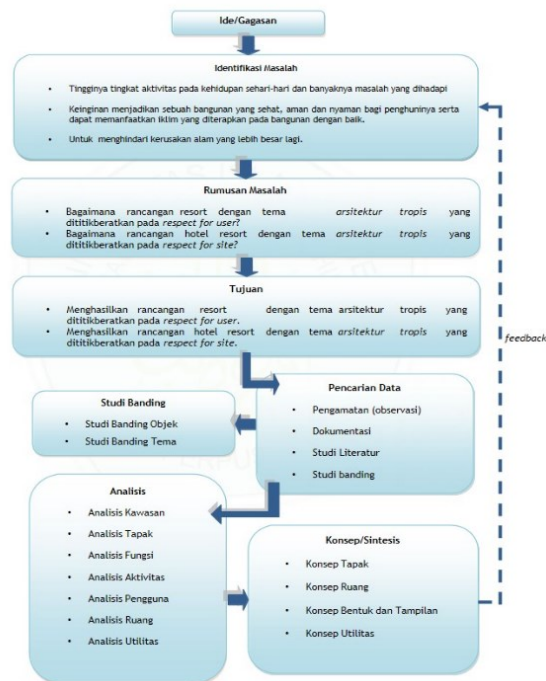 Ide/Gagasan
Identifikasi Masalah
• Tingginya tingkat aktivitas pada kehidupan sehari-hari dan banyaknya masalah yang dihadapi
• Keinginan menjadikan sebuah bangunan yang sehat, aman dan nyaman bagi penghuninya serta
dapat memanfaatkan iklim yang diterapkan pada bangunan dengan baik.
• Untuk menghindari kerusakan alam yang lebih besar lagi.
Rumusan Masalah
• Bagaimana rancangan resort dengan tema arsitektur tropis yang
dititikberatkan pada respect for user?
• Bagaimana rancangan hotel resort dengan tema arsitektur tropis yang
dititikberatkan pada respect for site?
Tujuan
• Menghasilkan rancangan resort dengan tema arsitektur tropis yang
dititikberatkan pada respect for user.
• Menghasilkan rancangan hotel resort dengan tema arsitektur tropis yang
dititikberatkan pada respect for site.
feedback
Pencarian Data
• Pengamatan (observasi)
• Dokumentasi
• Studi Literatur
• Studi banding
Studi Banding
• Studi Banding Objek
• Studi Banding Tema
Analisis
• Analisis Kawasan
• Analisis Tapak
• Analisis Fungsi
• Analisis Aktivitas
• Analisis Pengguna
• Analisis Ruang
• Analisis Utilitas
Konsep/Sintesis
• Konsep Tapak
• Konsep Ruang
• Konsep Bentuk dan Tampilan
• Konsep Utilitas